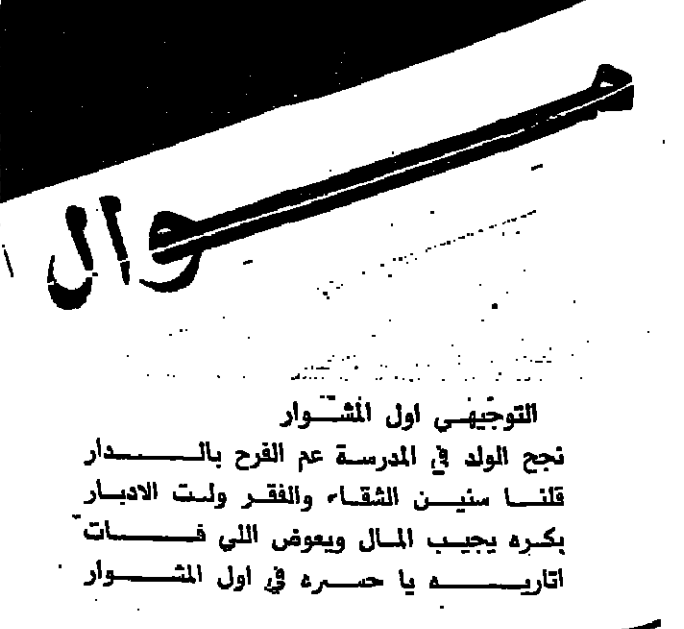 موال
التوجيهي اول المشوار
نجح الولد في المدرسة عم الفرح بالدار
قلنا سنين الشقاء والفقر ولت الادبار
بكره يجيب المال ويعوض اللي فات
اتاريه يا حسره في اول المشوار